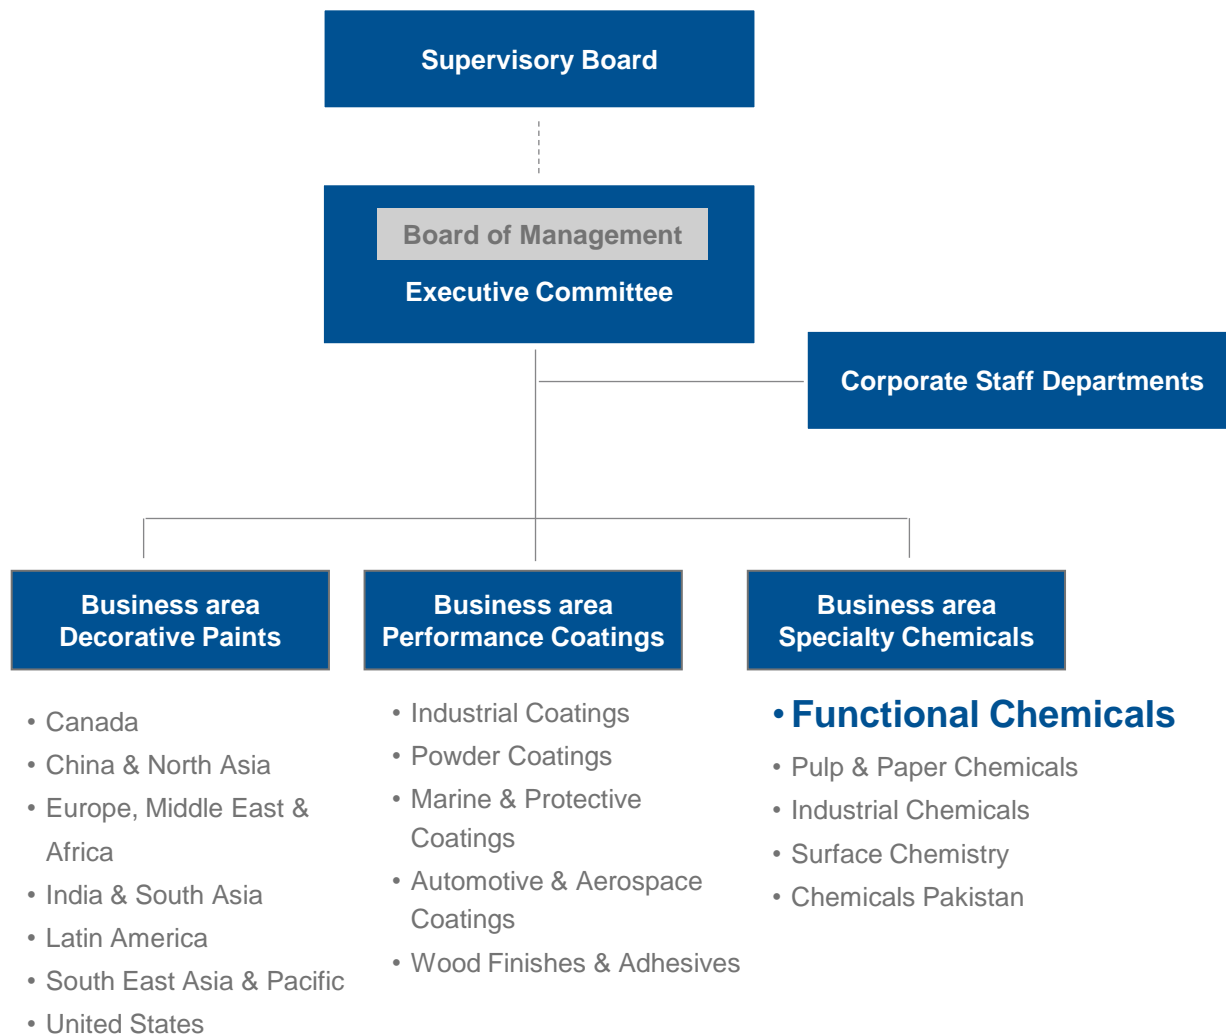 Supervisory Board
Board of Management
Executive Committee
Corporate Staff Departments
Business area
Decorative Paints
• Canada
• China & North Asia
• Europe, Middle East &
Africa
• India & South Asia
• Latin America
• South East Asia & Pacific
• United States
Business area
Performance Coatings
• Industrial Coatings
• Powder Coatings
• Marine & Protective
Coatings
• Automotive & Aerospace
Coatings
• Wood Finishes & Adhesives
Business area
Specialty Chemicals
• Functional Chemicals
• Pulp & Paper Chemicals
• Industrial Chemicals
• Surface Chemistry
• Chemicals Pakistan